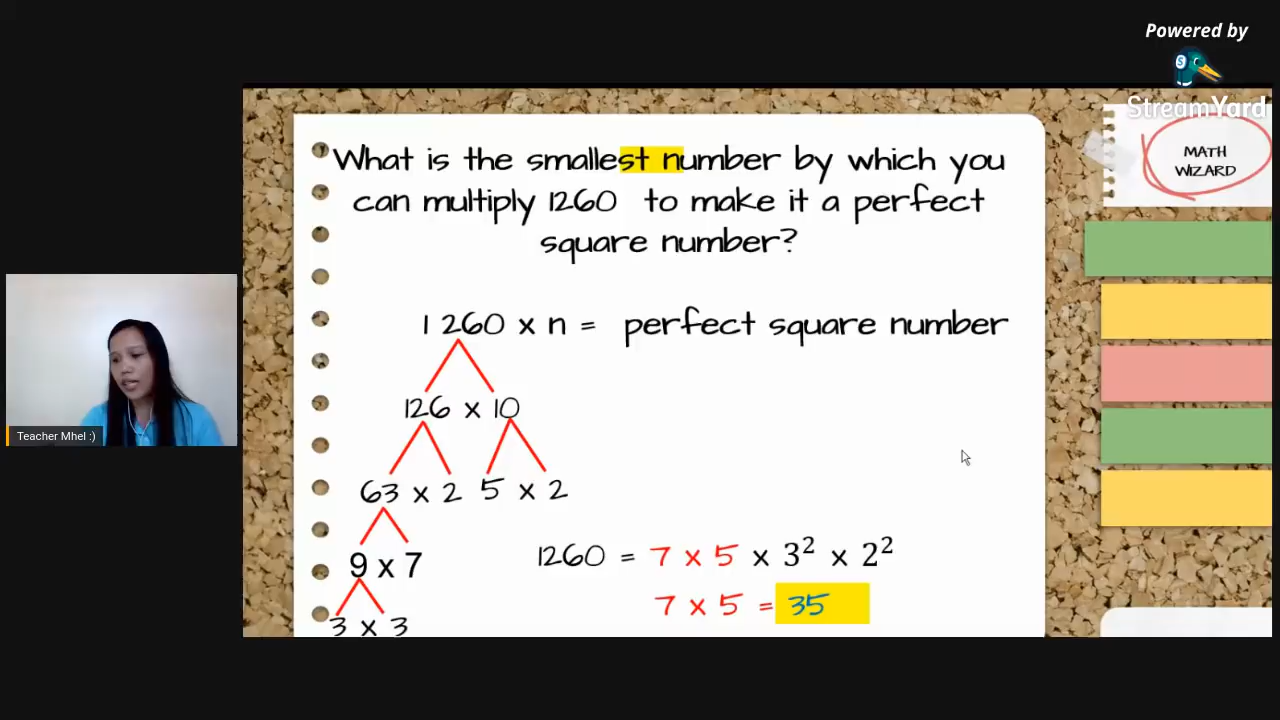 Powered by
StreamYard
MATH
WIZARD
What is the smallest number by which you
can multiply 1260 to make it a perfect
square number?
1 260 x n = perfect square number
126 x 10
63 x 2 5 x 2
9 x 7
3 x 3
1260 = 7 x 5 x 3² x 2²
7 x 5 = 35
Teacher Mhel :)